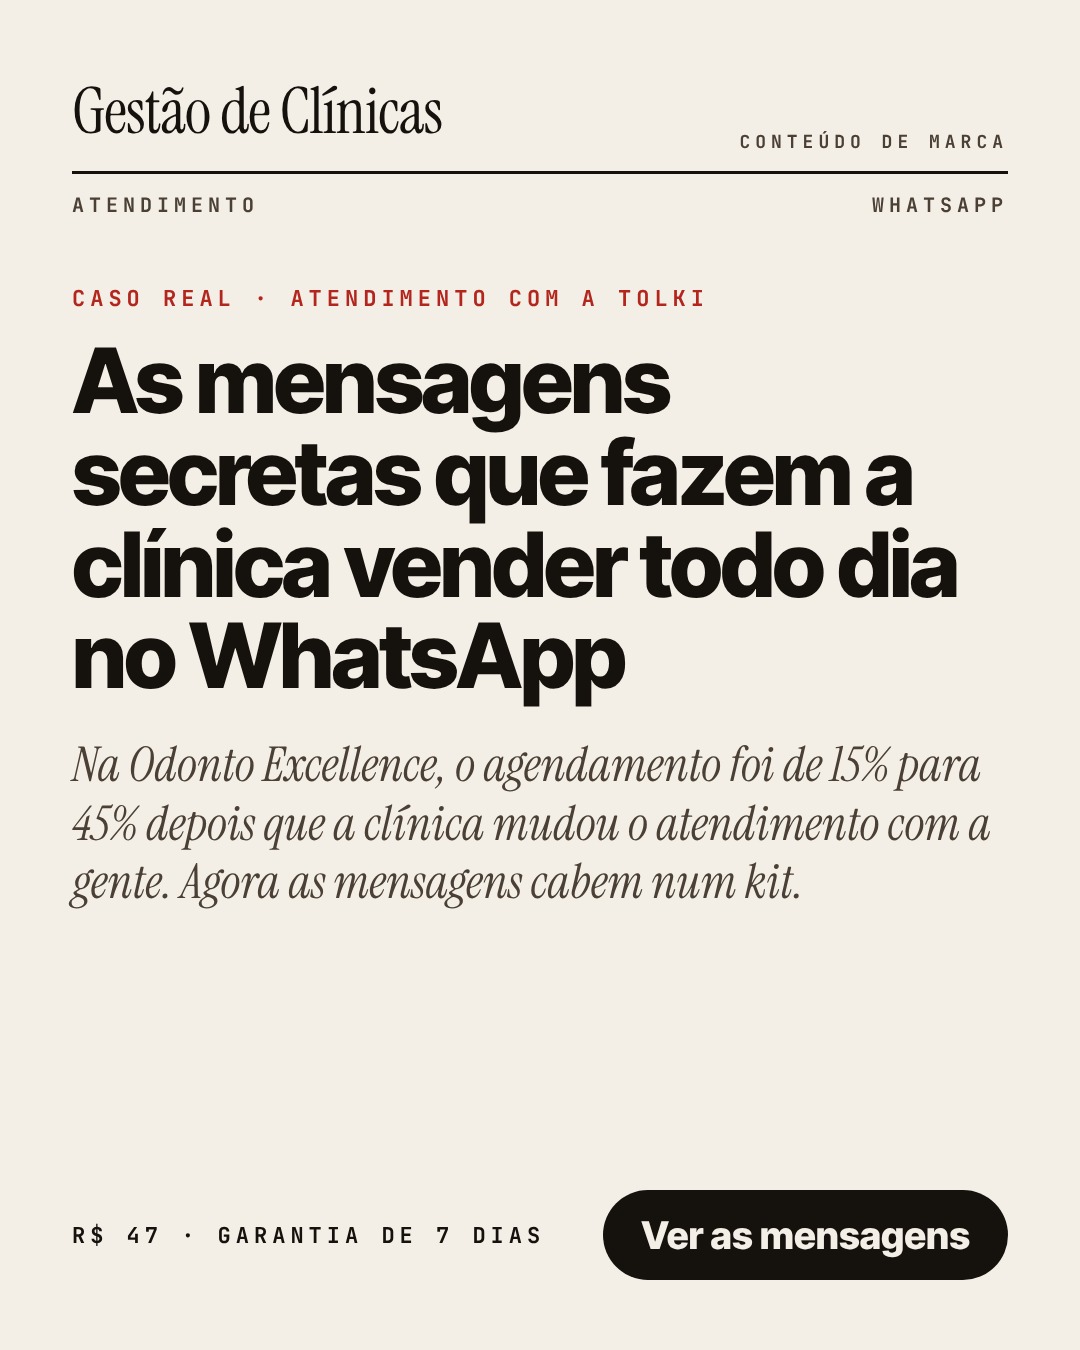 Gestão de Clínicas
CONTEÚDO DE MARCA
ATENDIMENTO
WHATSAPP
CASO REAL · ATENDIMENTO COM A TOLKI
As mensagens
secretas que fazem a
clínica vender todo dia
no WhatsApp
Na Odonto Excellence, o agendamento foi de 15% para
45% depois que a clínica mudou o atendimento com a
gente. Agora as mensagens cabem num kit.
R$ 47 · GARANTIA DE 7 DIAS
Ver as mensagens